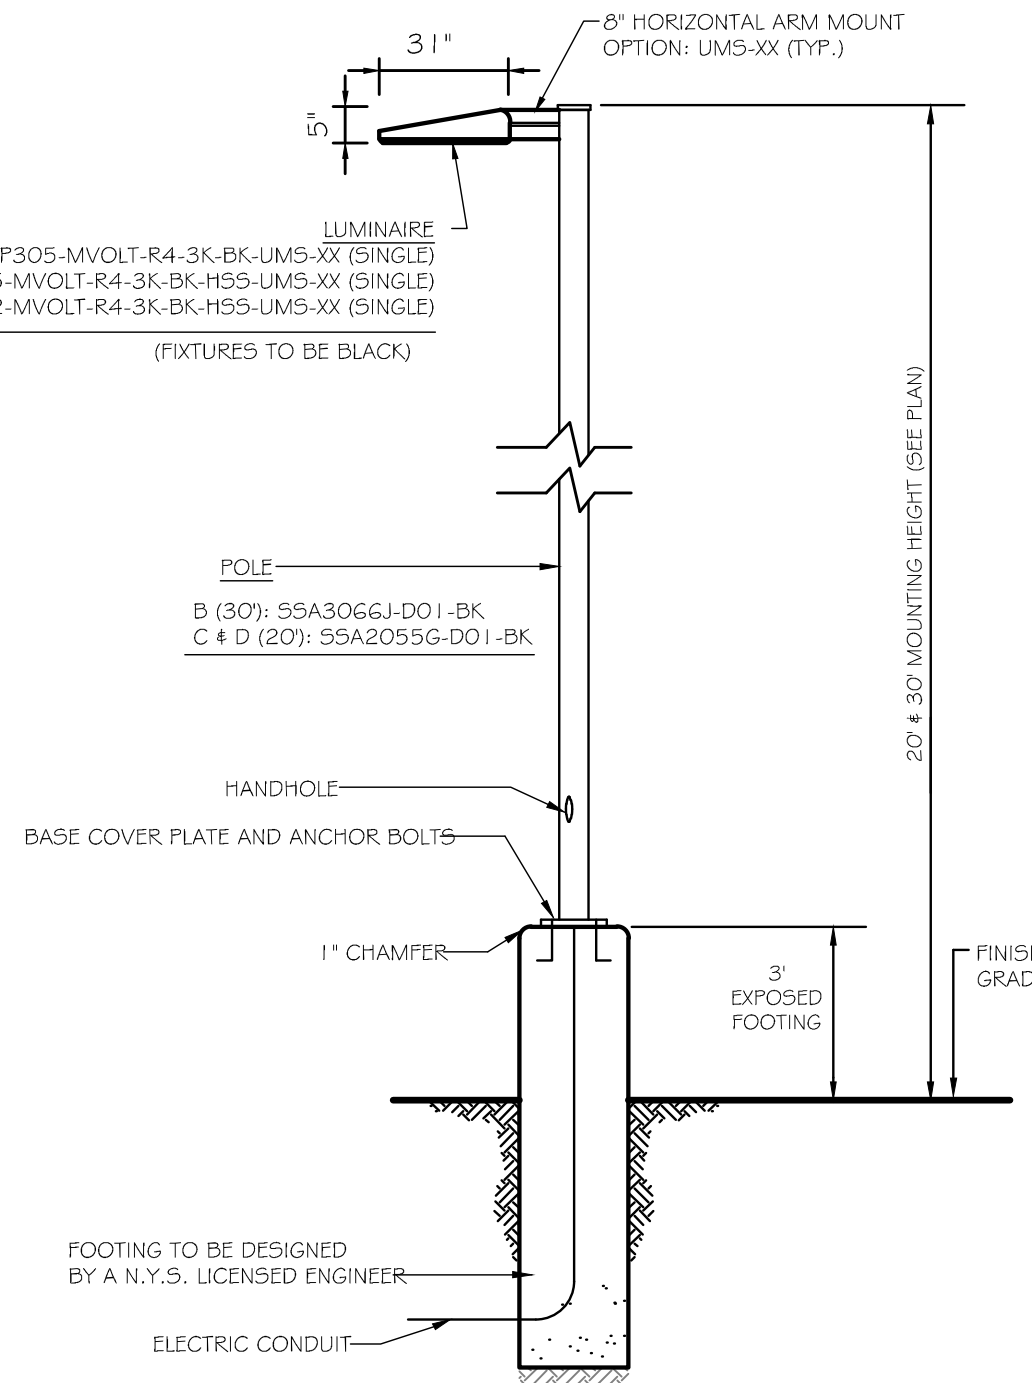 8" HORIZONTAL ARM MOUNT
OPTION: UMS-XX (TYP.)
31"
5"
LUMINAIRE
P305-MVOLT-R4-3K-BK-UMS-XX (SINGLE)
-MVOLT-R4-3K-BK-HSS-UMS-XX (SINGLE)
-MVOLT-R4-3K-BK-HSS-UMS-XX (SINGLE)
(FIXTURES TO BE BLACK)
20' & 30' MOUNTING HEIGHT (SEE PLAN)
POLE
B (30'): SSA3066J-D01-BK
C & D (20'): SSA2055G-D01-BK
HANDHOLE
BASE COVER PLATE AND ANCHOR BOLTS
1" CHAMFER
3'
EXPOSED
FOOTING
FINIS
GRAD
FOOTING TO BE DESIGNED
BY A N.Y.S. LICENSED ENGINEER
ELECTRIC CONDUIT